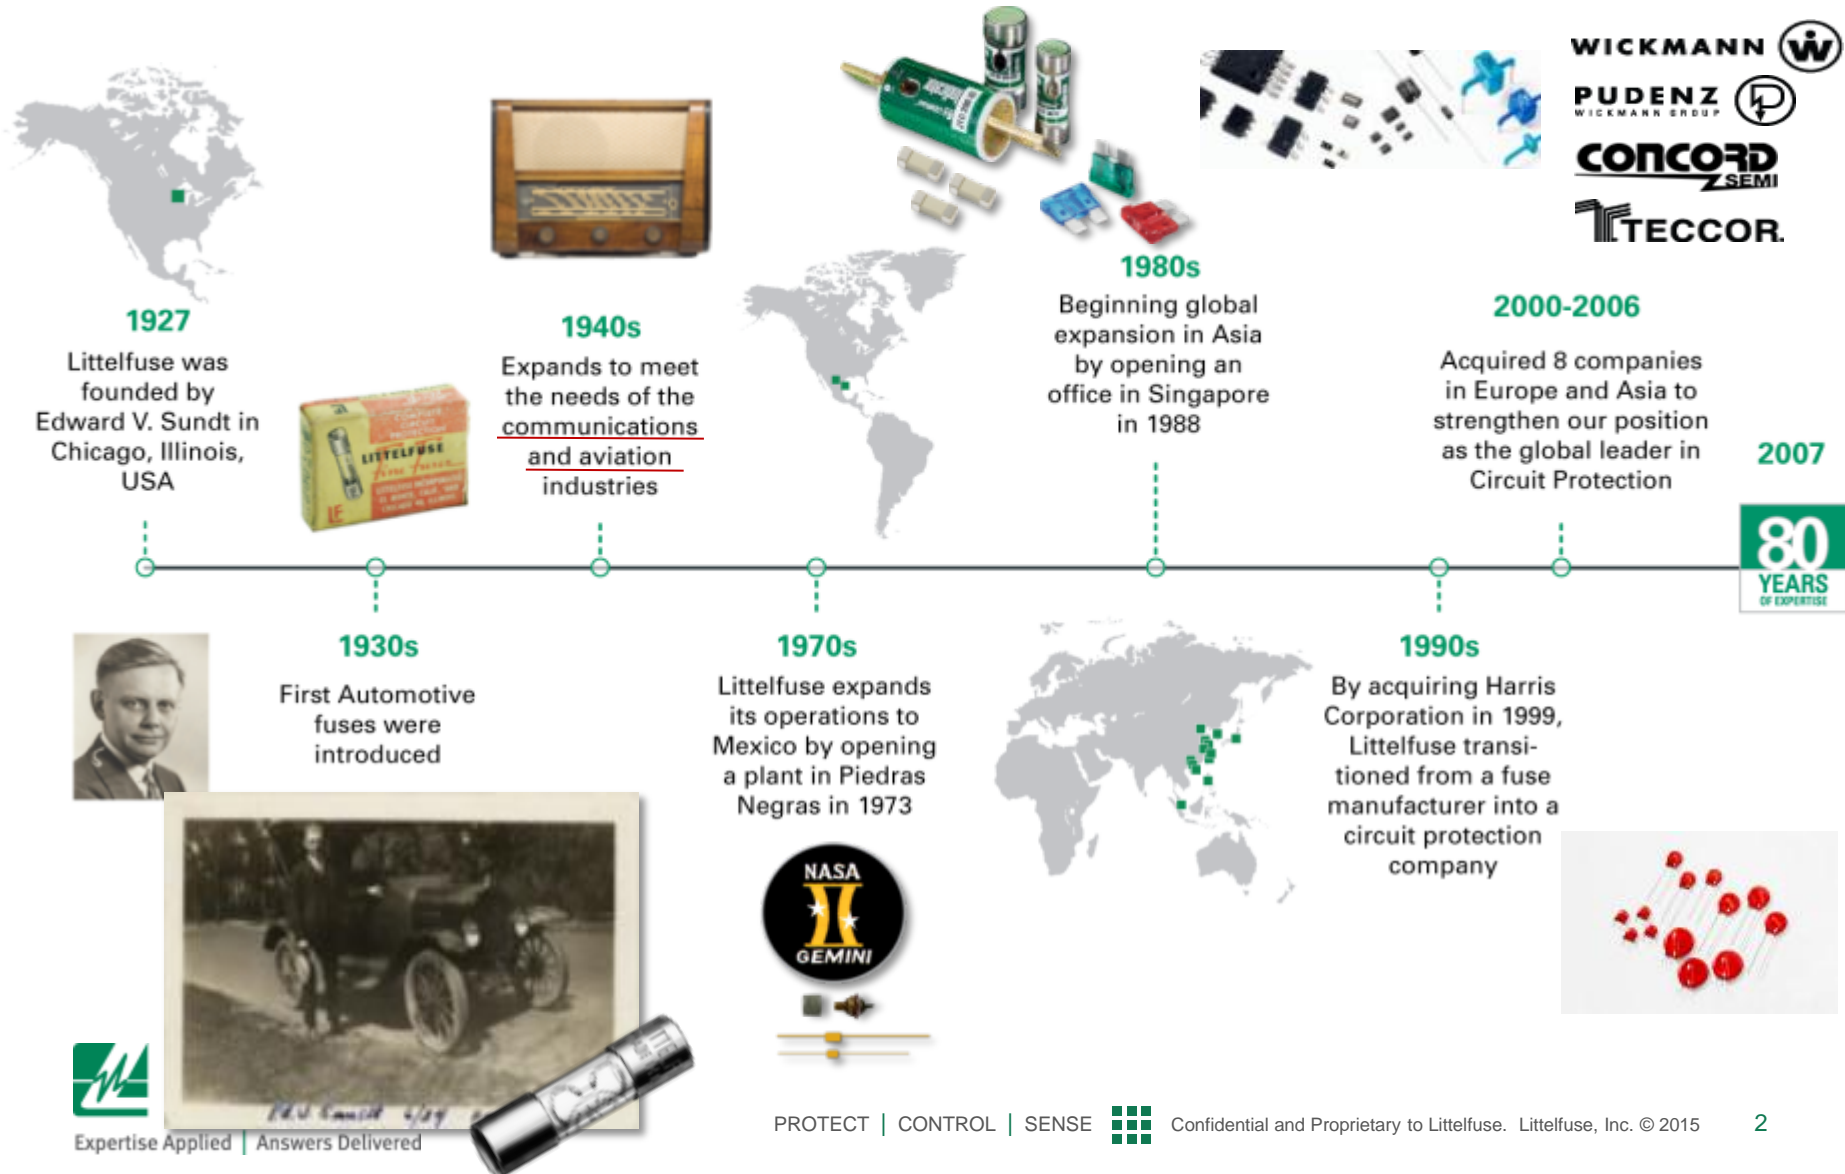 WICKMANN
PUDENZ
WICKMANN GROUP
CONCORD
SEMI
TECCOR
1927
Littelfuse was
founded by
Edward V. Sundt in
Chicago, Illinois,
USA
LITTELFUSE
LF
1930s
First Automotive
fuses were
introduced
1940s
Expands to meet
the needs of the
communications
and aviation
industries
1970s
Littelfuse expands
its operations to
Mexico by opening
a plant in Piedras
Negras in 1973
NASA
GEMINI
1980s
Beginning global
expansion in Asia
by opening an
office in Singapore
in 1988
1990s
By acquiring Harris
Corporation in 1999,
Littelfuse transi-
tioned from a fuse
manufacturer into a
circuit protection
company
2000-2006
Acquired 8 companies
in Europe and Asia to
strengthen our position
as the global leader in
Circuit Protection
2007
80
YEARS
OF EXPERTISE
Expertise Applied | Answers Delivered
PROTECT | CONTROL | SENSE
Confidential and Proprietary to Littelfuse. Littelfuse, Inc. © 2015
2